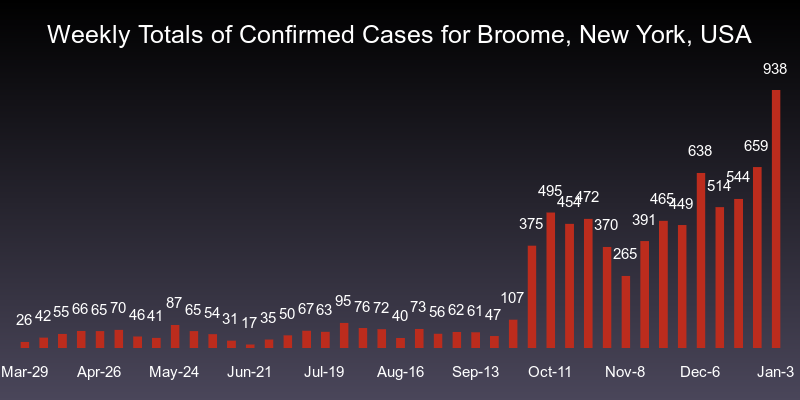 Weekly Totals of Confirmed Cases for Broome, New York, USA
26 42 55 66 65 70 46 41 87 65 54 31 17 35 50 67 63 95 76 72 40 73 56 62 61 47 107 375 495 454 472 370 265 391 465 449 638 514 544 659 938
Mar-29 Apr-26 May-24 Jun-21 Jul-19 Aug-16 Sep-13 Oct-11 Nov-8 Dec-6 Jan-3